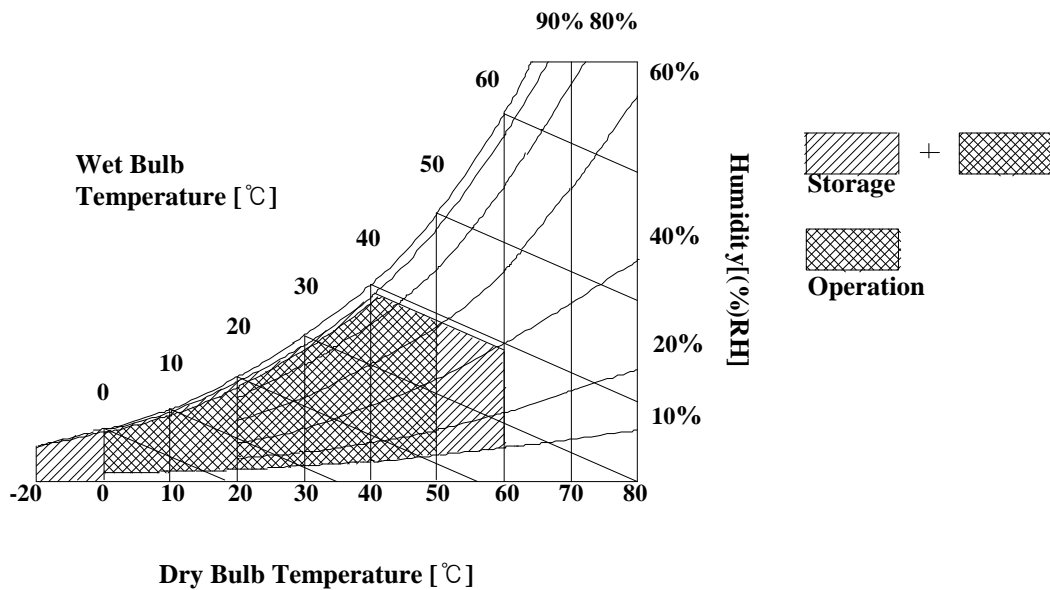 90% 80%
60%
60
50
40
30
20
10
0
Wet Bulb
Temperature [℃]
40%
20%
10%
Humidity[(%)RH]
+
Storage
Operation
-20 0 10 20 30 40 50 60 70 80
Dry Bulb Temperature [℃]